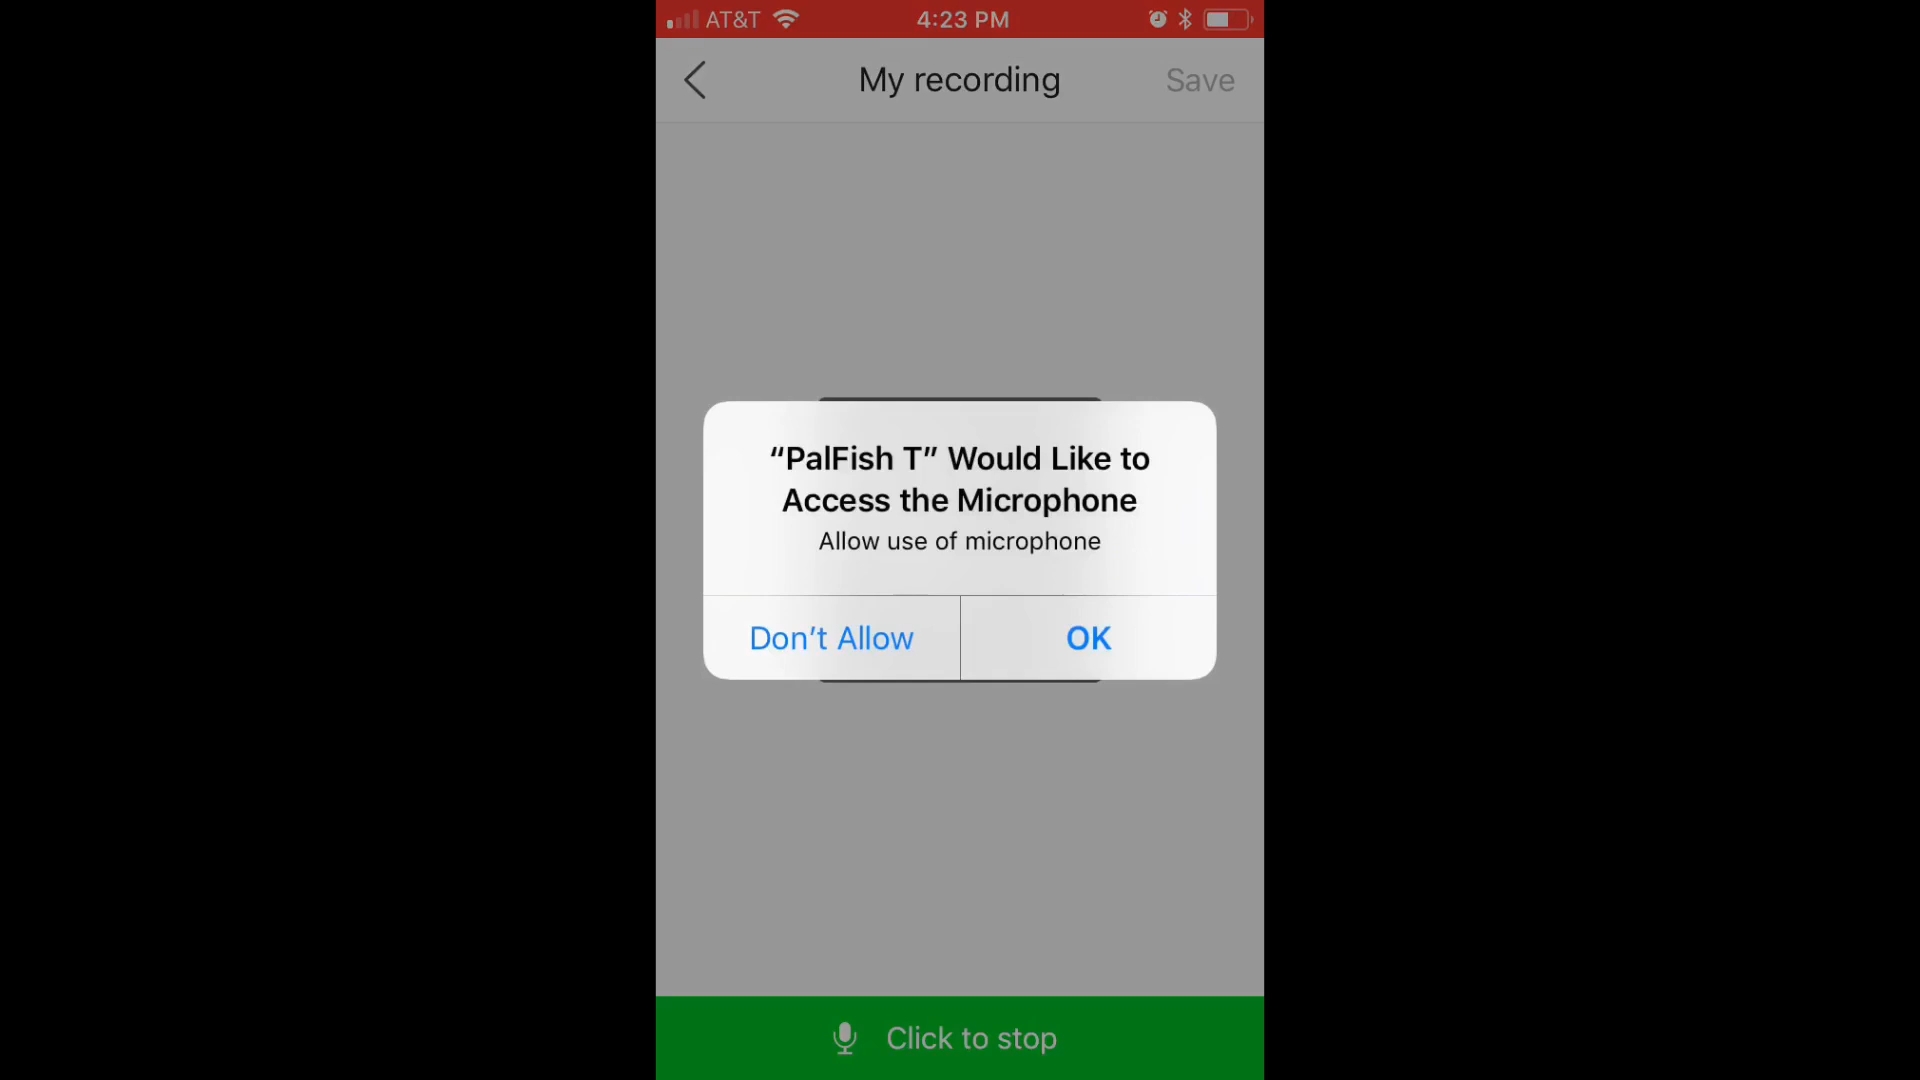 AT&T 4:23 PM
My recording Save
“PalFish T” Would Like to
Access the Microphone
Allow use of microphone
Don’t Allow OK
Click to stop